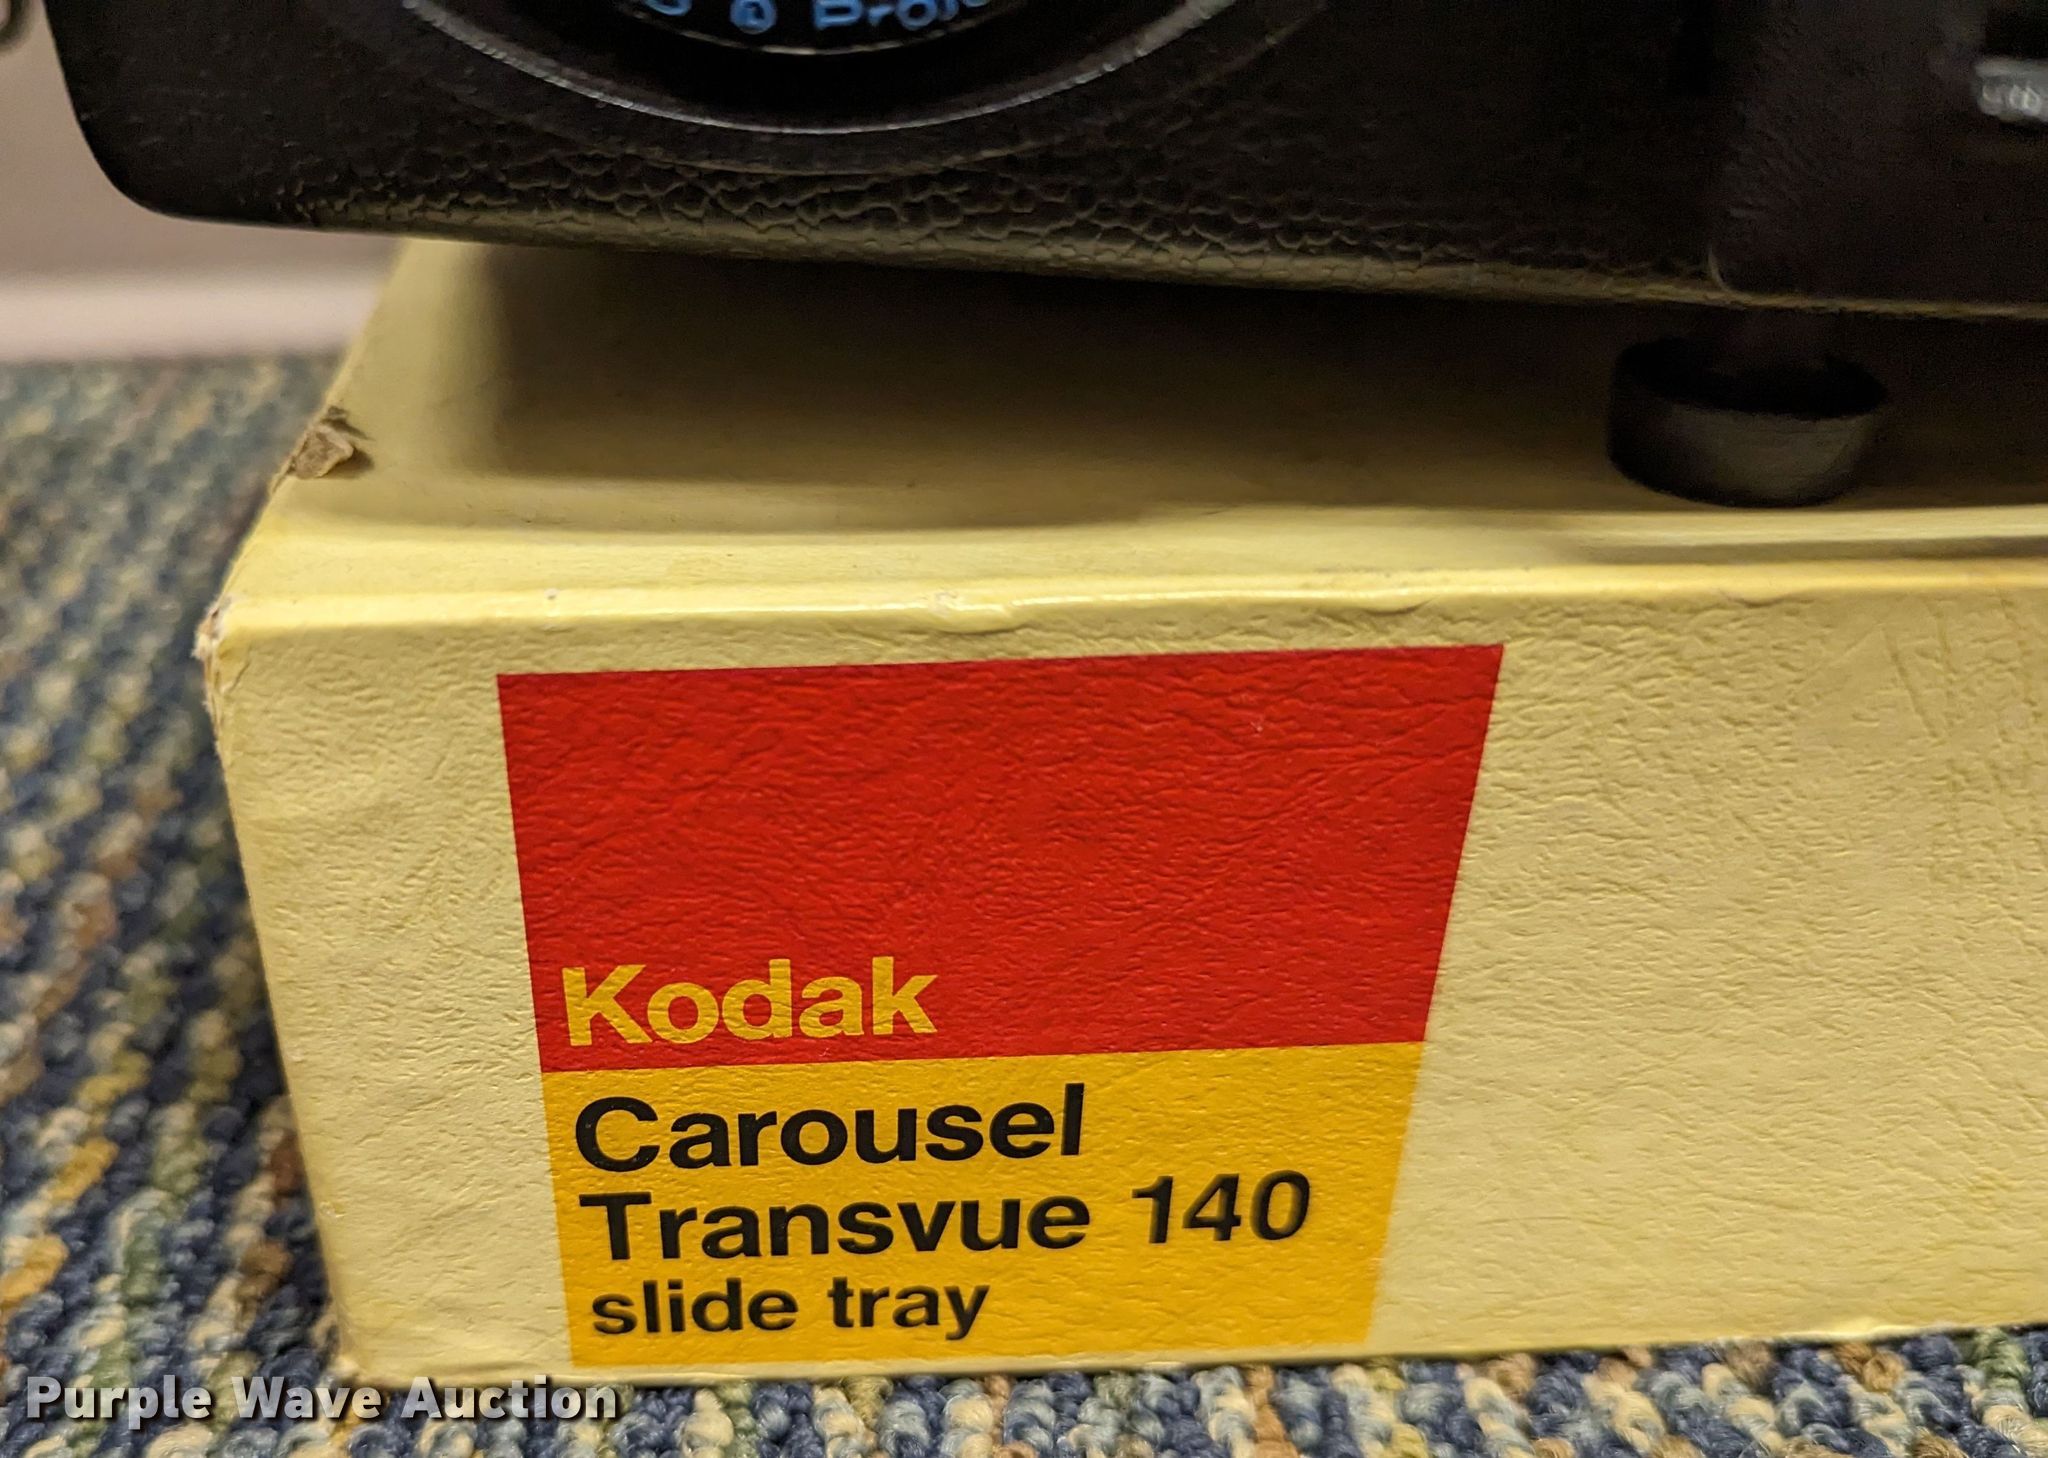 Kodak
Carousel
Transvue 140
slide tray
Purple Wave Auction